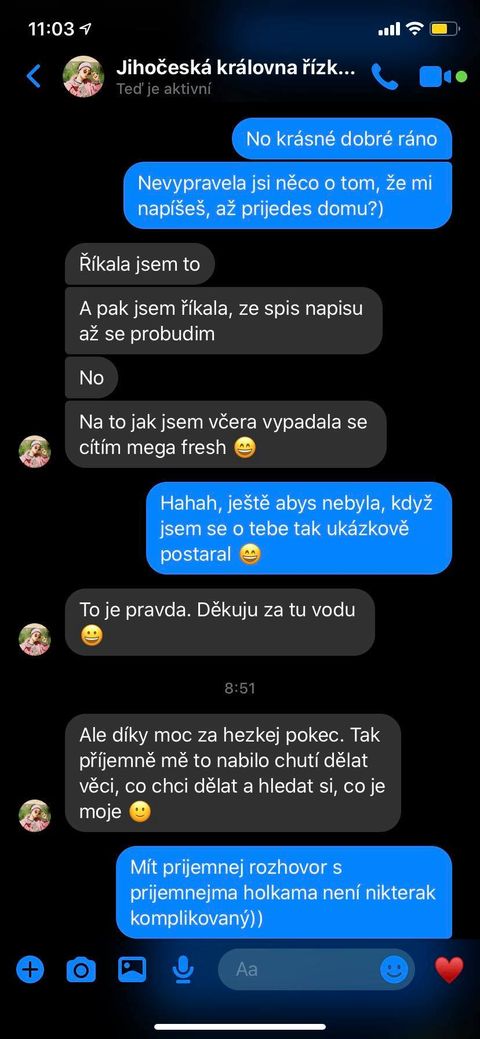 11:03
Jihočeská královna řízk...
Teď je aktivní
No krásné dobré ráno
Nevypravela jsi něco o tom, že mi
napíšeš, až prijedes domu?)
Říkala jsem to
A pak jsem říkala, ze spis napisu
až se probudim
No
Na to jak jsem včera vypadala se
cítím mega fresh 😄
Hahah, ještě abys nebyla, když
jsem se o tebe tak ukázkově
postaral 😄
To je pravda. Děkuju za tu vodu
😀
8:51
Ale díky moc za hezkej pokec. Tak
příjemně mě to nabilo chutí dělat
věci, co chci dělat a hledat si, co je
moje 🙂
Mít prijemnej rozhovor s
prijemnejma holkama není nikterak
komplikovaný))
Aa